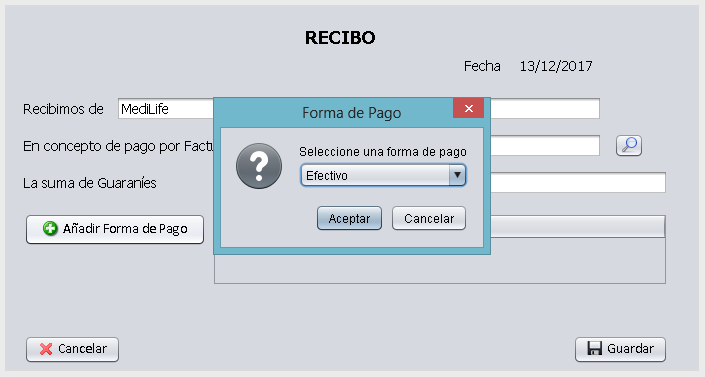 RECIBO
Fecha 13/12/2017
Recibimos de MediLife
Forma de Pago
En concepto de pago por Factu
Seleccione una forma de pago
Efectivo
La suma de Guaraníes
Aceptar Cancelar
Añadir Forma de Pago
Cancelar Guardar